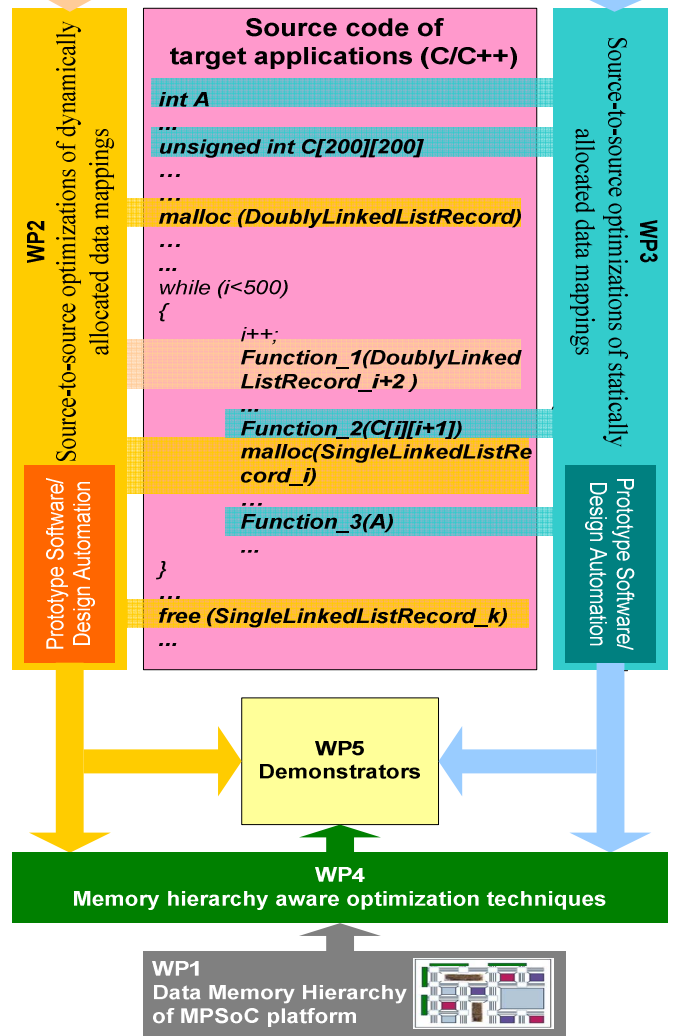 WP2
Source-to-source optimizations of dynamically
allocated data mappings
Prototype Software/
Design Automation
Source code of
target applications (C/C++)
int A
...
unsigned int C[200][200]
...
...
malloc (DoublyLinkedListRecord)
...
...
while (i<500)
{
i++;
Function_1(DoublyLinked
ListRecord_i+2 )
...
Function_2(C[i][i+1])
malloc(SingleLinkedListRe
cord_i)
...
Function_3(A)
...
}
...
free (SingleLinkedListRecord_k)
...
WP3
Source-to-source optimizations of statically
allocated data mappings
Prototype Software/
Design Automation
WP5
Demonstrators
WP4
Memory hierarchy aware optimization techniques
WP1
Data Memory Hierarchy
of MPSoC platform